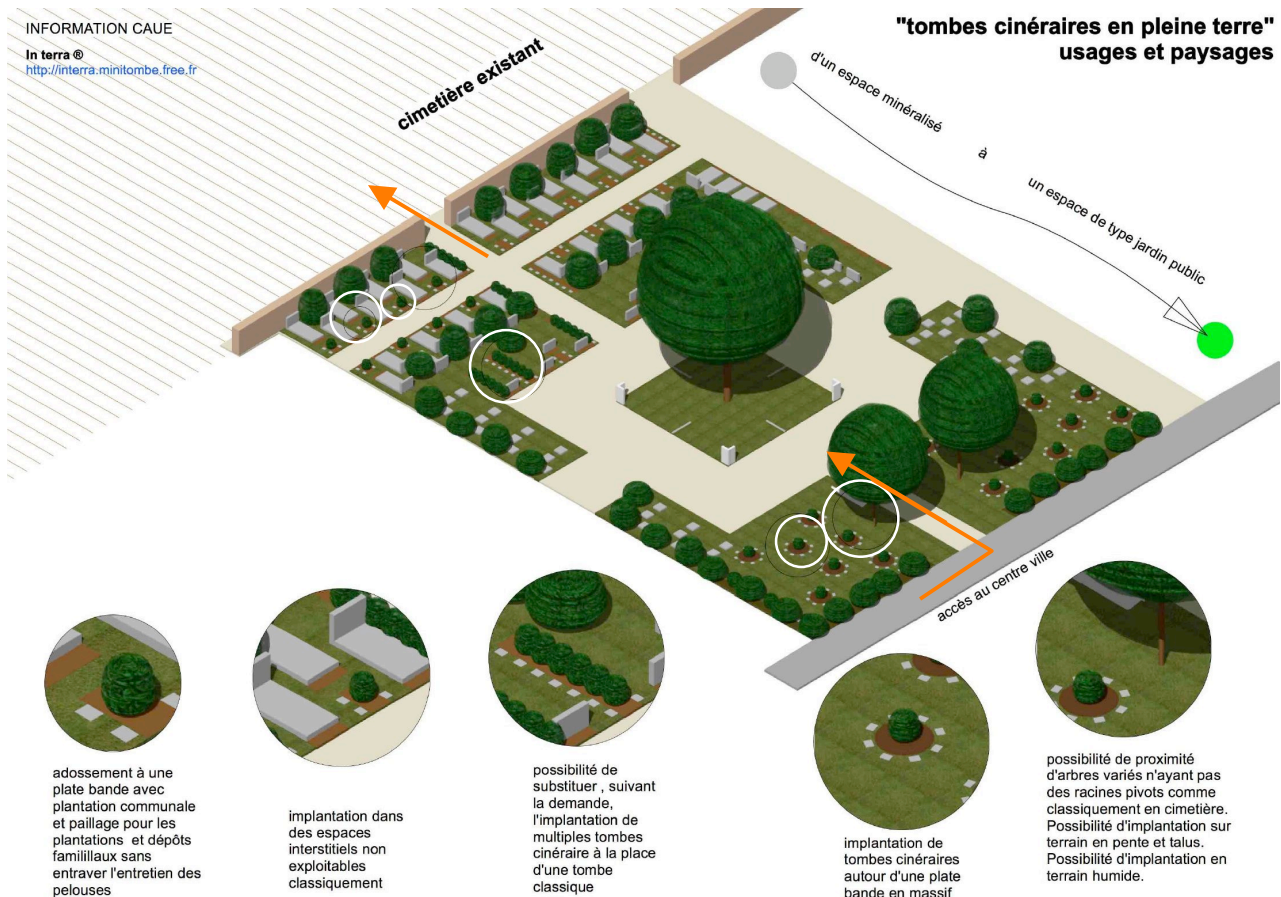 INFORMATION CAUE
In terra ®
http://interra.minitombe.free.fr
"tombes cinéraires en pleine terre"
usages et paysages
cimetière existant
d'un espace minéralisé
à
un espace de type jardin public
accès au centre ville
adossement à une
plate bande avec
plantation communale
et paillage pour les
plantations et dépôts
familillaux sans
entraver l'entretien des
pelouses
implantation dans
des espaces
interstitiels non
exploitables
classiquement
possibilité de
substituer , suivant
la demande,
l'implantation de
multiples tombes
cinéraire à la place
d'une tombe
classique
implantation de
tombes cinéraires
autour d'une plate
bande en massif
possibilité de proximité
d'arbres variés n'ayant pas
des racines pivots comme
classiquement en cimetière.
Possibilité d'implantation sur
terrain en pente et talus.
Possibilité d'implantation en
terrain humide.